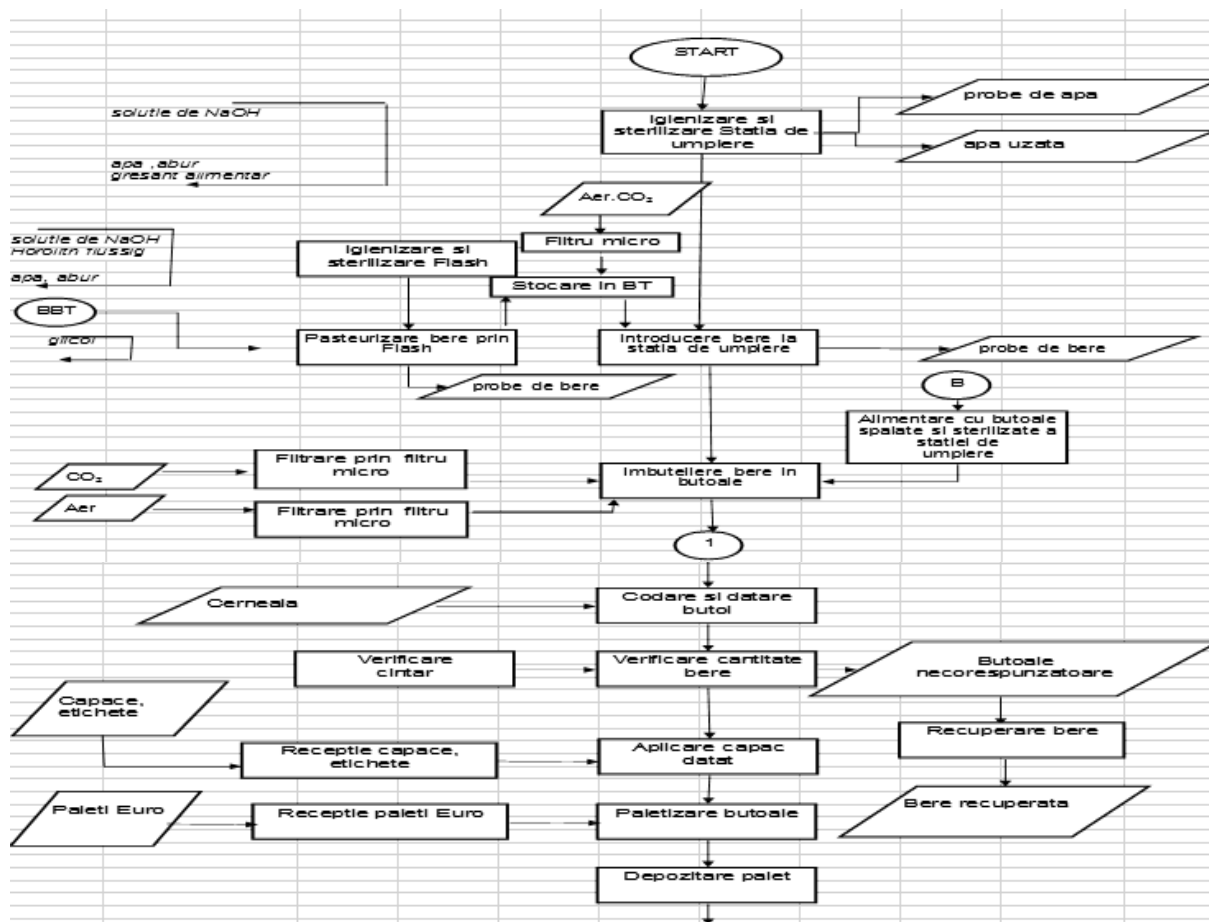 START
probe de apa
solutie de NaOH
Igienizare si
sterilizare Statia de
umplere
apa uzata
apa ,abur
gresant alimentar
Aer.CO₂
solutie de NaOH
Horolith flussig
Filtru micro
Igienizare si
sterilizare Flash
apa, abur
Stocare in BT
BBT
glicol
Pasteurizare bere prin
Flash
Introducere bere la
statia de umplere
probe de bere
probe de bere
B
Alimentare cu butoaie
spalate si sterilizate a
statiei de
umplere
CO₂
Filtrare prin filtru
micro
Imbuteliere bere in
butoaie
Aer
Filtrare prin filtru
micro
1
Cerneala
Codare si datare
butoi
Verificare
cintar
Verificare cantitate
bere
Butoaie
necorespunzatoare
Capace,
etichete
Recuperare bere
Receptie capace,
etichete
Aplicare capac
datat
Paleti Euro
Receptie paleti Euro
Paletizare butoaie
Bere recuperata
Depozitare palet